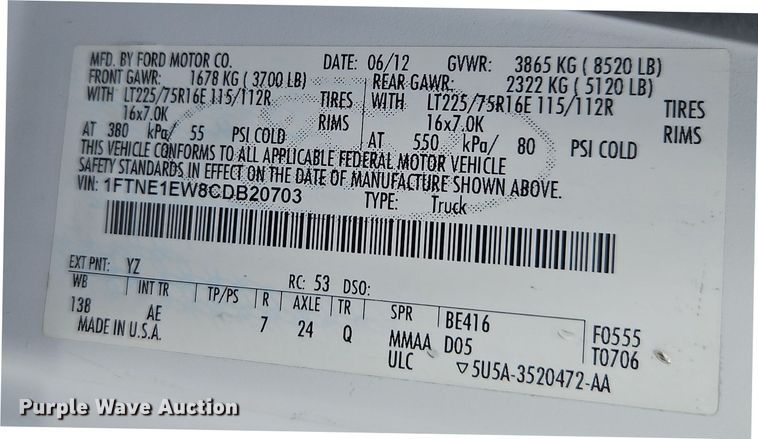 MFD. BY FORD MOTOR CO. DATE: 06/12 GVWR: 3865 KG ( 8520 LB)
FRONT GAWR: 1678 KG ( 3700 LB) REAR GAWR: 2322 KG ( 5120 LB)
WITH LT225/75R16E 115/112R TIRES WITH LT225/75R16E 115/112R TIRES
16x7.0K RIMS 16x7.0K RIMS
AT 380 kPa/ 55 PSI COLD AT 550 kPa/ 80 PSI COLD
THIS VEHICLE CONFORMS TO ALL APPLICABLE FEDERAL MOTOR VEHICLE
SAFETY STANDARDS IN EFFECT ON THE DATE OF MANUFACTURE SHOWN ABOVE.
VIN: 1FTNE1EW8CDB20703 TYPE: Truck
EXT PNT: YZ RC: 53 DSO:
WB INT TR TP/PS R AXLE TR SPR BE416 F0555
138 AE 7 24 Q MMAA D05 T0706
MADE IN U.S.A. ULC ▽5U5A-3520472-AA
Purple Wave Auction